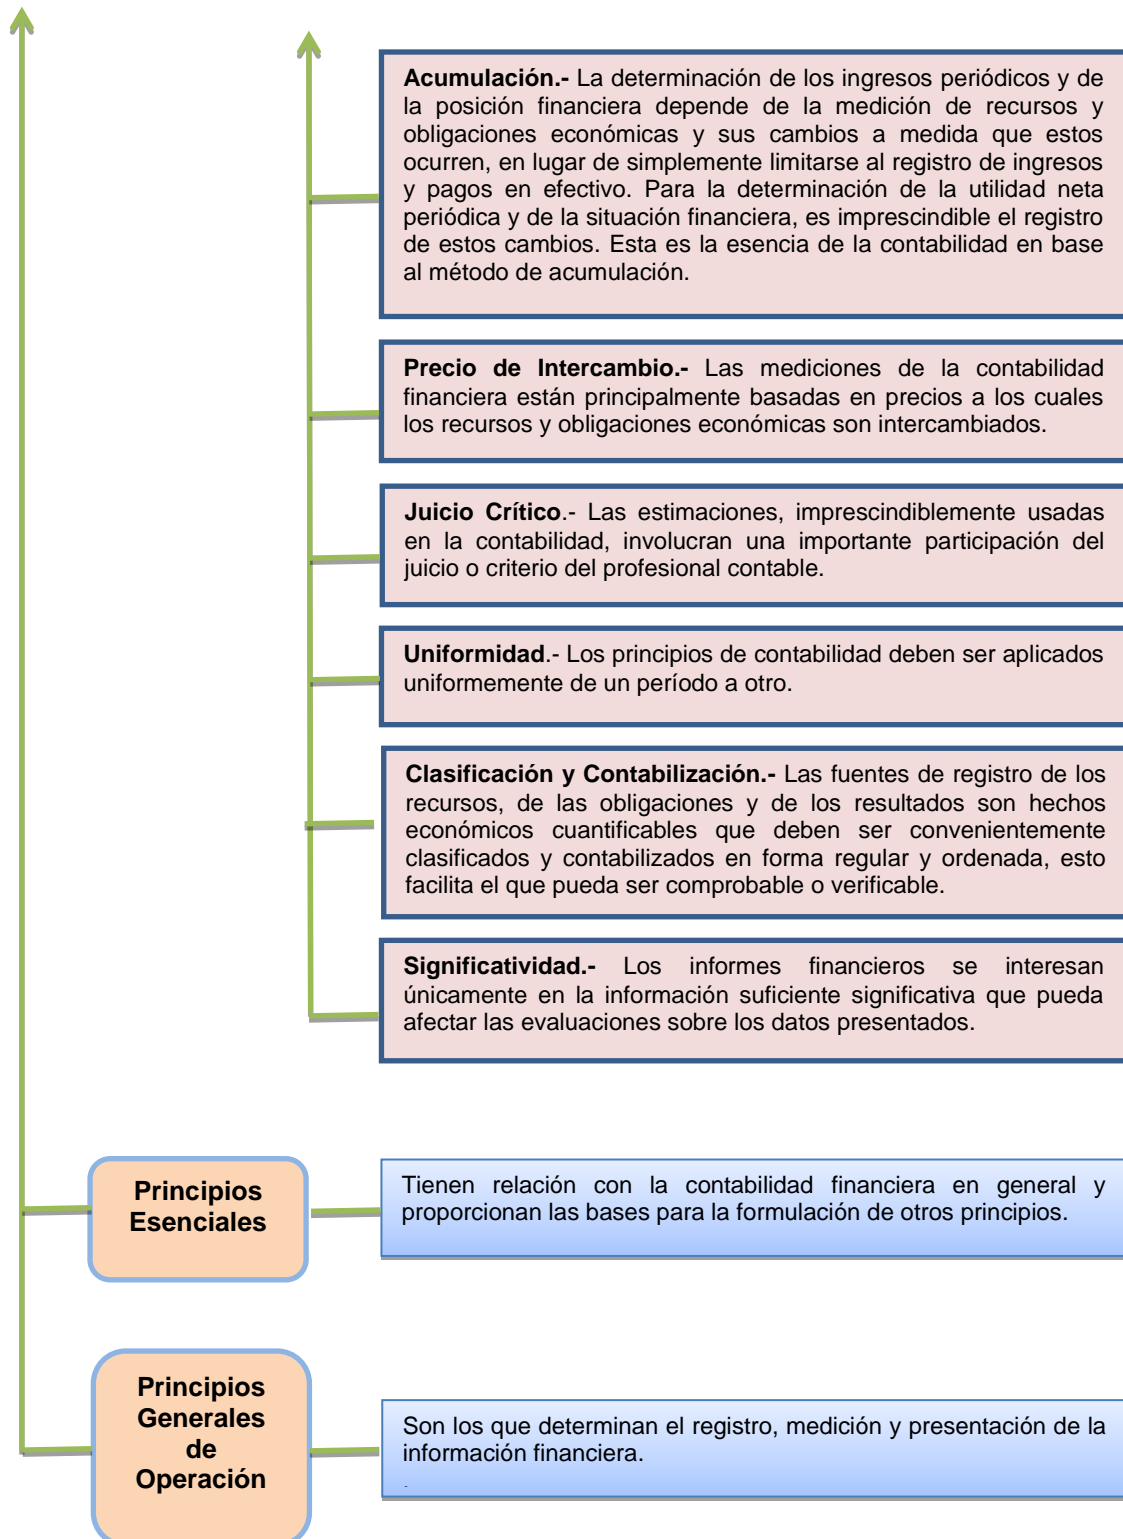 Acumulación.- La determinación de los ingresos periódicos y de
la posición financiera depende de la medición de recursos y
obligaciones económicas y sus cambios a medida que estos
ocurren, en lugar de simplemente limitarse al registro de ingresos
y pagos en efectivo. Para la determinación de la utilidad neta
periódica y de la situación financiera, es imprescindible el registro
de estos cambios. Esta es la esencia de la contabilidad en base
al método de acumulación.
Precio de Intercambio.- Las mediciones de la contabilidad
financiera están principalmente basadas en precios a los cuales
los recursos y obligaciones económicas son intercambiados.
Juicio Crítico.- Las estimaciones, imprescindiblemente usadas
en la contabilidad, involucran una importante participación del
juicio o criterio del profesional contable.
Uniformidad.- Los principios de contabilidad deben ser aplicados
uniformemente de un período a otro.
Clasificación y Contabilización.- Las fuentes de registro de los
recursos, de las obligaciones y de los resultados son hechos
económicos cuantificables que deben ser convenientemente
clasificados y contabilizados en forma regular y ordenada, esto
facilita el que pueda ser comprobable o verificable.
Significatividad.- Los informes financieros se interesan
únicamente en la información suficiente significativa que pueda
afectar las evaluaciones sobre los datos presentados.
Principios
Esenciales
Tienen relación con la contabilidad financiera en general y
proporcionan las bases para la formulación de otros principios.
Principios
Generales
de
Operación
Son los que determinan el registro, medición y presentación de la
información financiera.
.